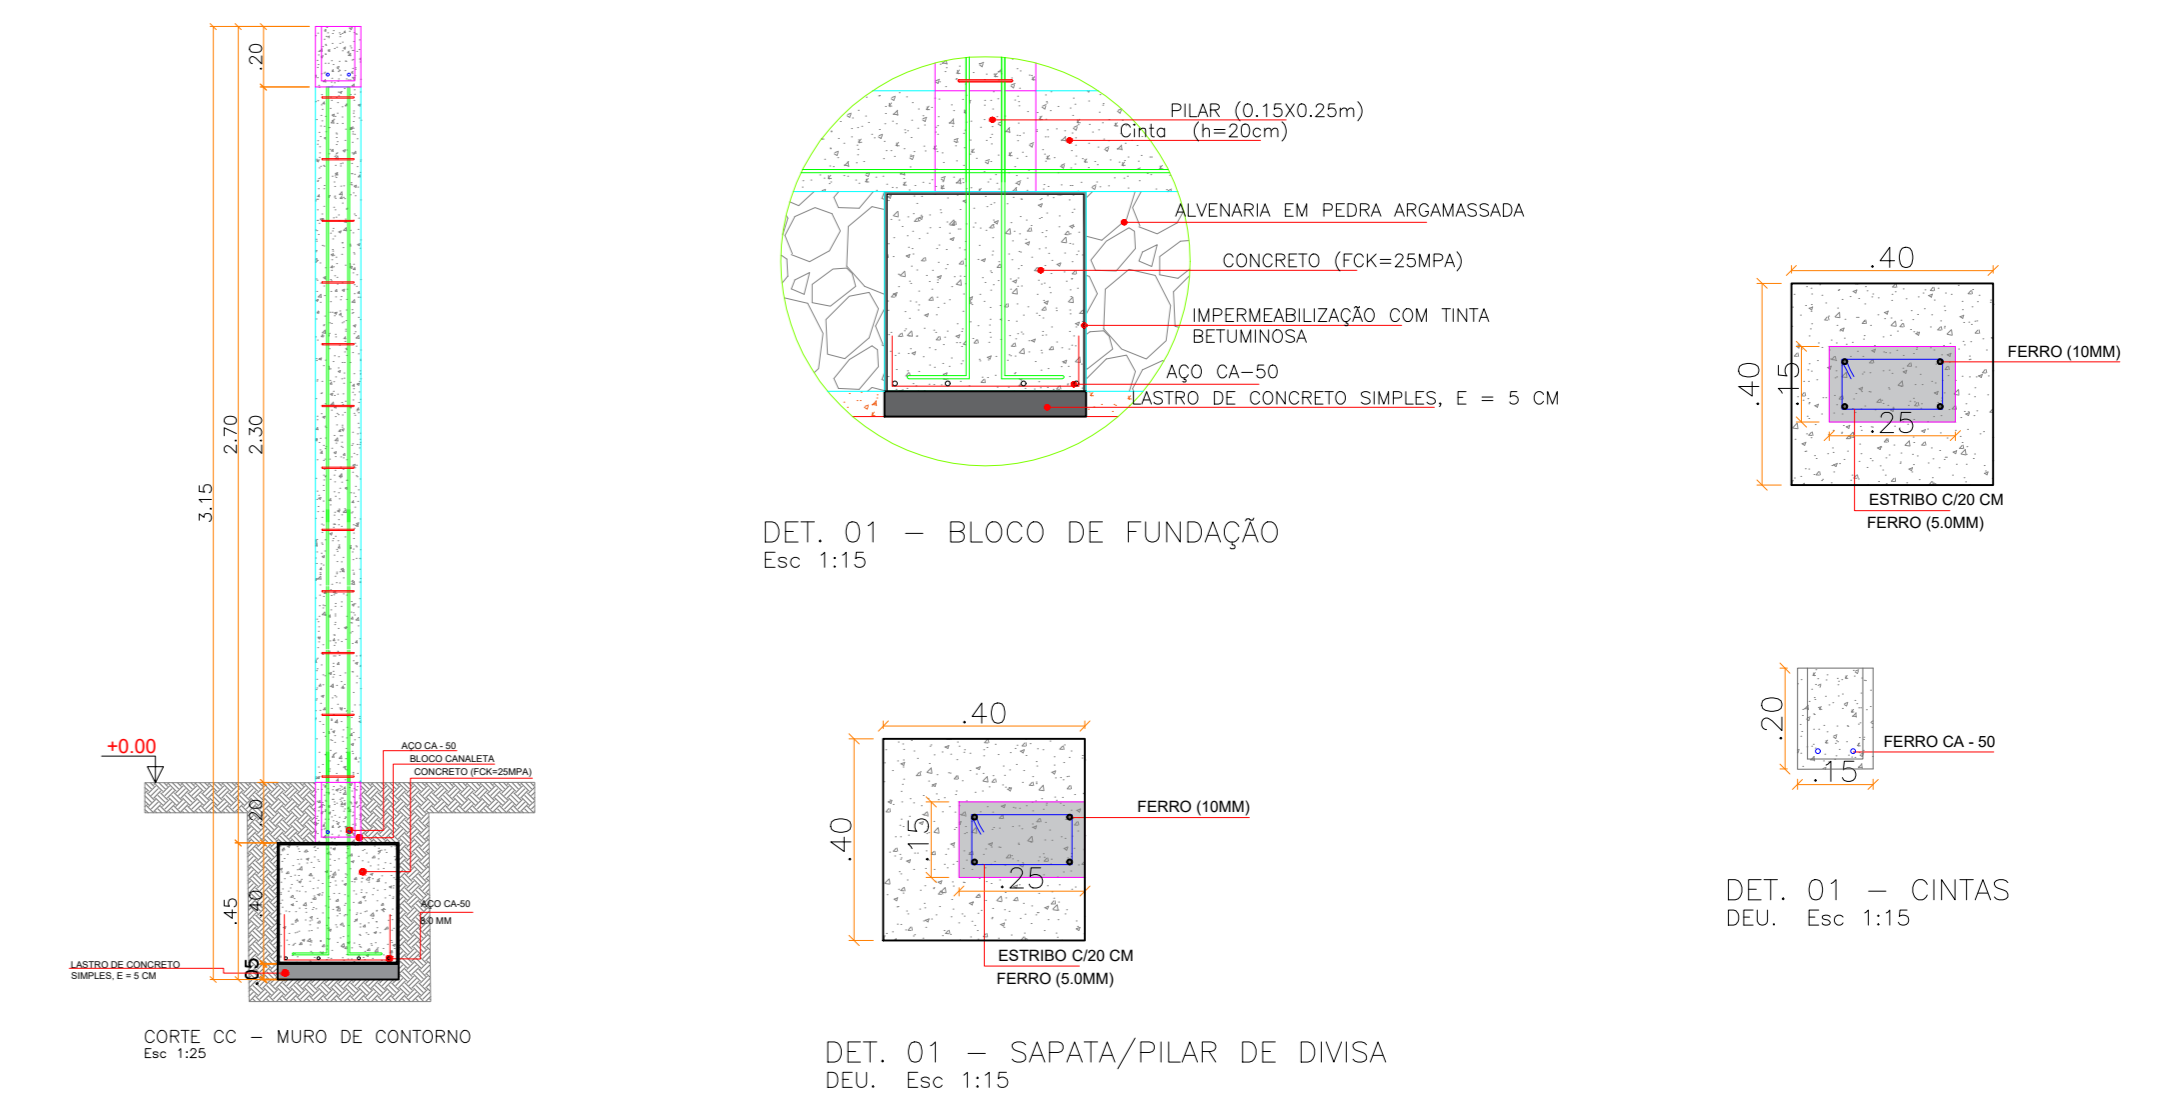 .20
2.70
2.30
3.15
+0.00
AÇO CA - 50
BLOCO CANALETA
CONCRETO (FCK=25MPA)
.20
.45
.40
AÇO CA-50
5.0 MM
.05
LASTRO DE CONCRETO
SIMPLES, E = 5 CM
CORTE CC – MURO DE CONTORNO
Esc 1:25
PILAR (0.15X0.25m)
Cinta (h=20cm)
ALVENARIA EM PEDRA ARGAMASSADA
CONCRETO (FCK=25MPA)
IMPERMEABILIZAÇÃO COM TINTA
BETUMINOSA
AÇO CA-50
LASTRO DE CONCRETO SIMPLES, E = 5 CM
DET. 01 – BLOCO DE FUNDAÇÃO
Esc 1:15
.40
.40
.15
.25
FERRO (10MM)
ESTRIBO C/20 CM
FERRO (5.0MM)
.40
.40
.15
.25
FERRO (10MM)
ESTRIBO C/20 CM
FERRO (5.0MM)
DET. 01 – SAPATA/PILAR DE DIVISA
DEU. Esc 1:15
.20
.15
FERRO CA - 50
DET. 01 – CINTAS
DEU. Esc 1:15